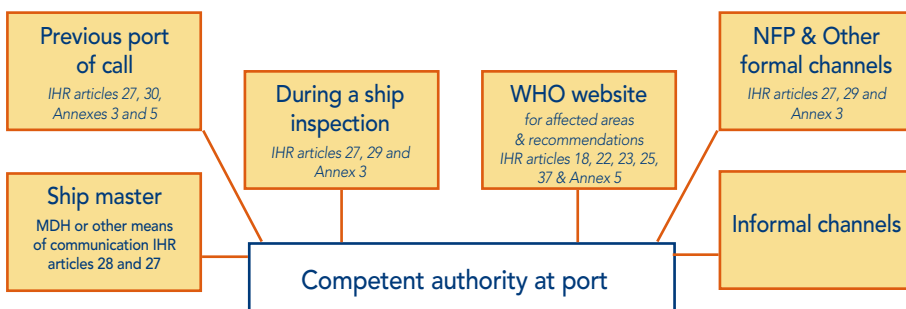 Previous port
of call
IHR articles 27, 30,
Annexes 3 and 5
During a ship
inspection
IHR articles 27, 29 and
Annex 3
WHO website
for affected areas
& recommendations
IHR articles 18, 22, 23, 25,
37 & Annex 5
NFP & Other
formal channels
IHR articles 27, 29 and
Annex 3
Ship master
MDH or other means
of communication IHR
articles 28 and 27
Informal channels
Competent authority at port